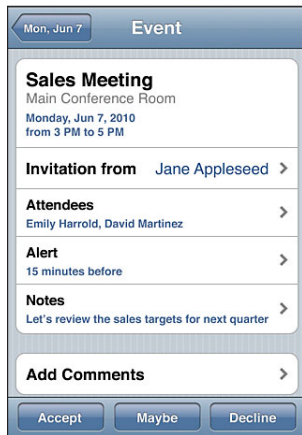 Mon, Jun 7
Event
Sales Meeting
Main Conference Room
Monday, Jun 7, 2010
from 3 PM to 5 PM
Invitation from Jane Appleseed
Attendees
Emily Harrold, David Martinez
Alert
15 minutes before
Notes
Let's review the sales targets for next quarter
Add Comments
Accept Maybe Decline